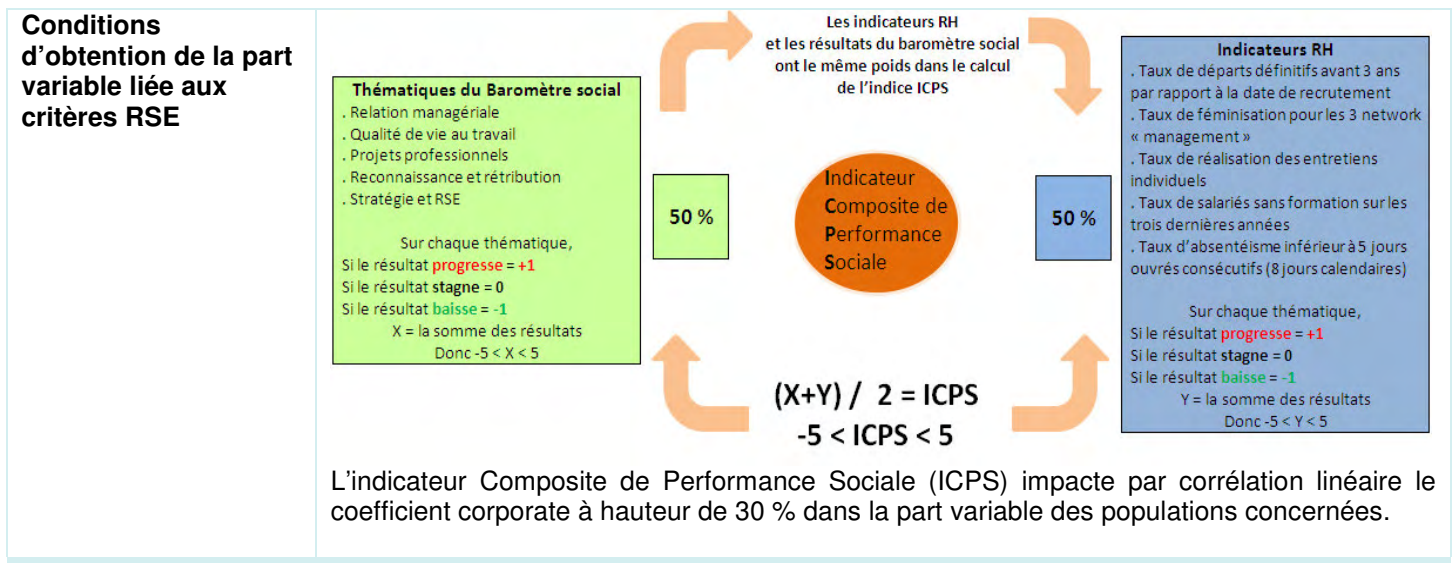 Conditions
d'obtention de la part
variable liée aux
critères RSE
Les indicateurs RH
et les résultats du baromètre social
ont le même poids dans le calcul
de l'indice ICPS
Thématiques du Baromètre social
. Relation managériale
. Qualité de vie au travail
. Projets professionnels
. Reconnaissance et rétribution
. Stratégie et RSE
Sur chaque thématique,
Si le résultat progresse = +1
Si le résultat stagne = 0
Si le résultat baisse = -1
X = la somme des résultats
Donc -5 < X < 5
50 %
Indicateur
Composite de
Performance
Sociale
50 %
Indicateurs RH
. Taux de départs définitifs avant 3 ans
par rapport à la date de recrutement
. Taux de féminisation pour les 3 network
« management »
. Taux de réalisation des entretiens
individuels
. Taux de salariés sans formation sur les
trois dernières années
. Taux d'absentéisme inférieur à 5 jours
ouvrés consécutifs (8 jours calendaires)
Sur chaque thématique,
Si le résultat progresse = +1
Si le résultat stagne = 0
Si le résultat baisse = -1
Y = la somme des résultats
Donc -5 < Y < 5
(X+Y) / 2 = ICPS
-5 < ICPS < 5
L'indicateur Composite de Performance Sociale (ICPS) impacte par corrélation linéaire le
coefficient corporate à hauteur de 30 % dans la part variable des populations concernées.